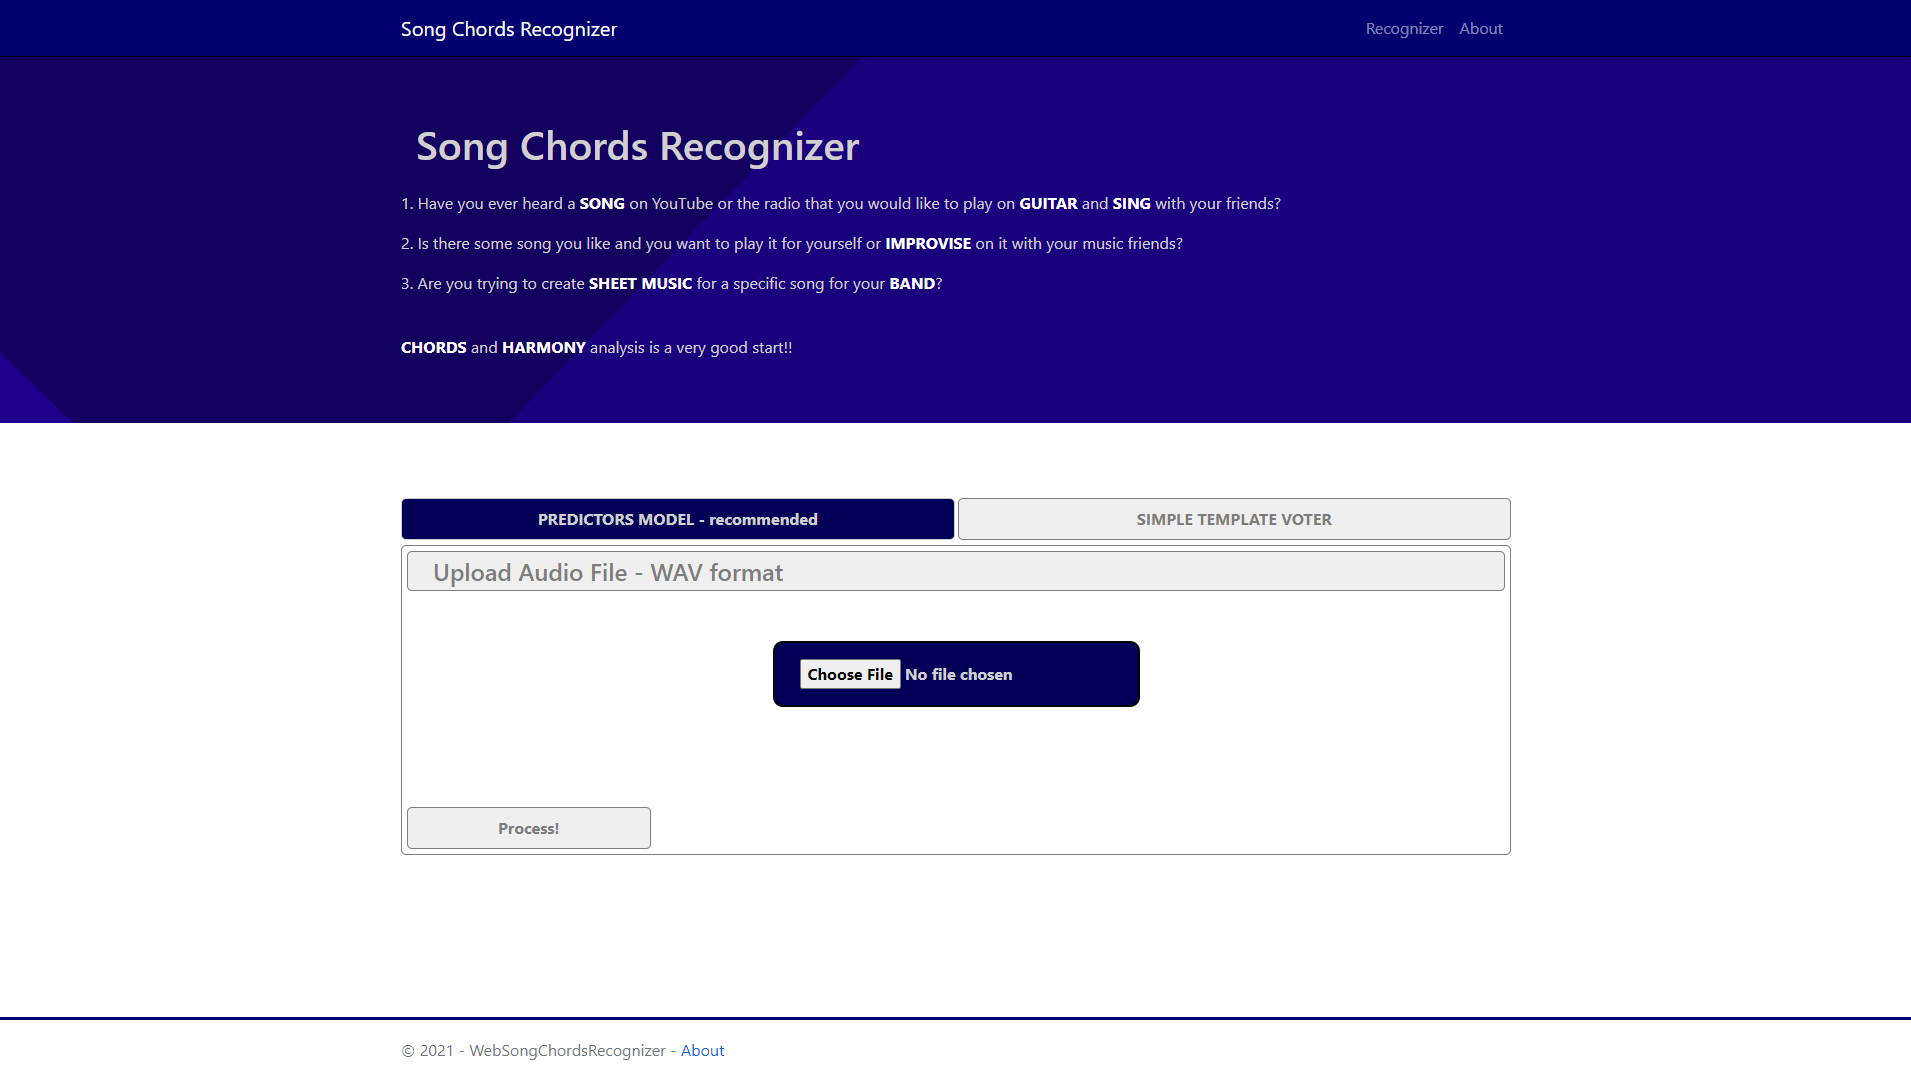 Song Chords Recognizer
Recognizer
About
Song Chords Recognizer
1. Have you ever heard a SONG on YouTube or the radio that you would like to play on GUITAR and SING with your friends?
2. Is there some song you like and you want to play it for yourself or IMPROVISE on it with your music friends?
3. Are you trying to create SHEET MUSIC for a specific song for your BAND?
CHORDS and HARMONY analysis is a very good start!!
PREDICTORS MODEL - recommended
SIMPLE TEMPLATE VOTER
Upload Audio File - WAV format
Choose File No file chosen
Process!
© 2021 - WebSongChordsRecognizer - About